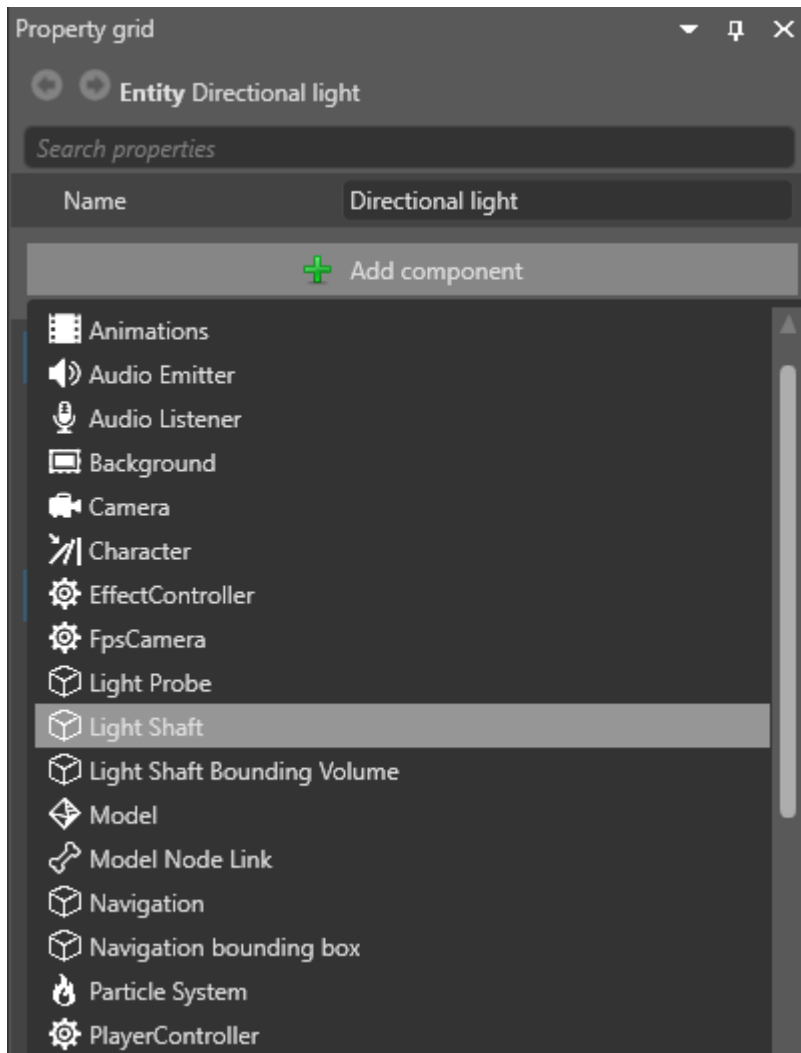 Property grid
Entity Directional light
Search properties
Name Directional light
Add component
Animations
Audio Emitter
Audio Listener
Background
Camera
Character
EffectController
FpsCamera
Light Probe
Light Shaft
Light Shaft Bounding Volume
Model
Model Node Link
Navigation
Navigation bounding box
Particle System
PlayerController